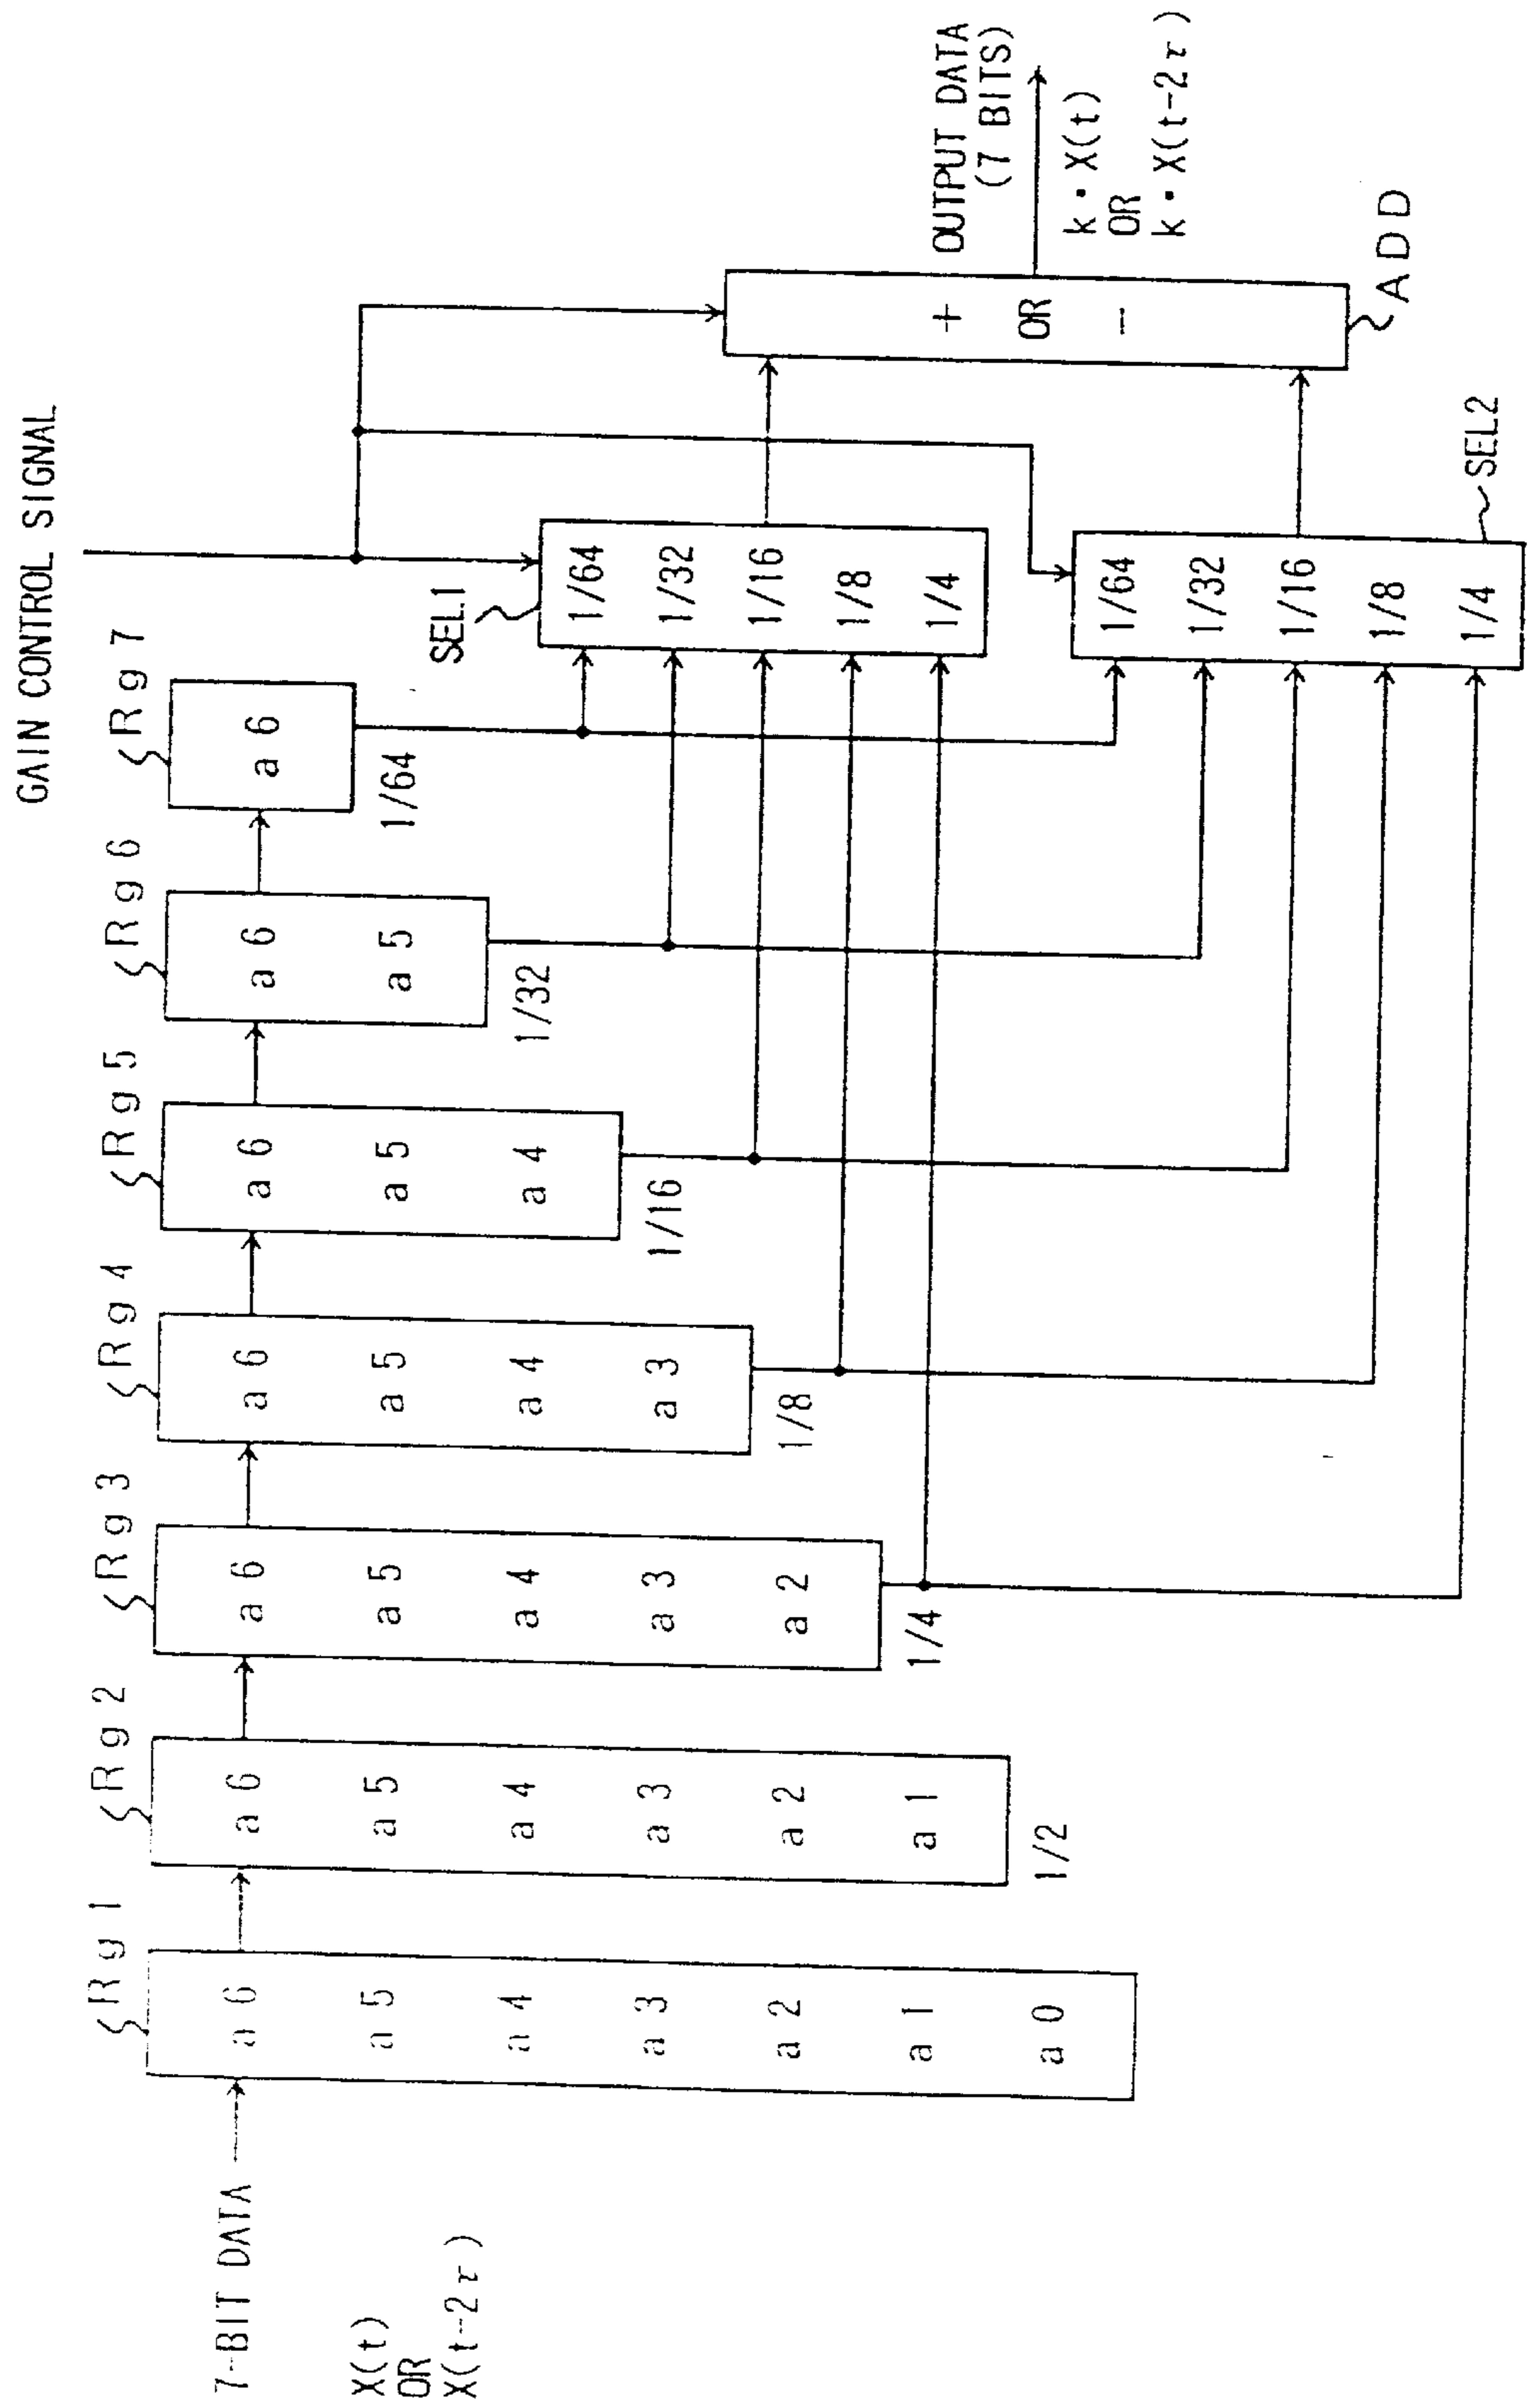 GAIN CONTROL SIGNAL
Rg 1
Rg 2
Rg 3
Rg 4
Rg 5
Rg 6
Rg 7
7-BIT DATA
X(t)
OR
X(t-2τ)
a 6
a 5
a 4
a 3
a 2
a 1
a 0
a 6
a 5
a 4
a 3
a 2
a 1
1/2
a 6
a 5
a 4
a 3
a 2
1/4
a 6
a 5
a 4
a 3
1/8
a 6
a 5
a 4
1/16
a 6
a 5
1/32
a 6
1/64
SEL1
1/64
1/32
1/16
1/8
1/4
1/64
1/32
1/16
1/8
1/4
SEL2
+
OR
-
ADD
OUTPUT DATA
(7 BITS)
k・X(t)
OR
k・X(t-2τ)